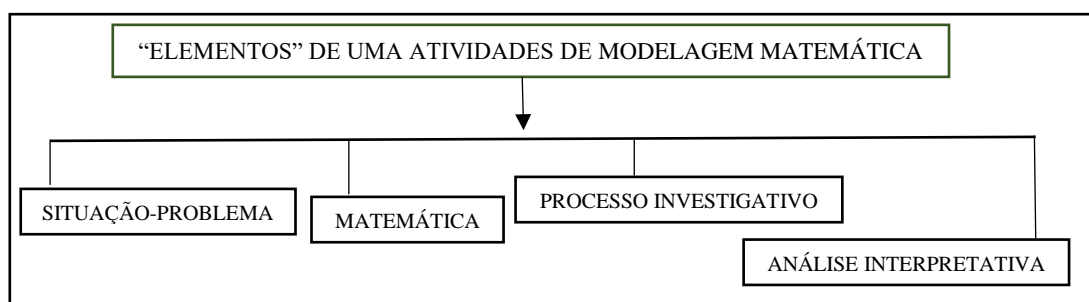 “ELEMENTOS” DE UMA ATIVIDADES DE MODELAGEM MATEMÁTICA
SITUAÇÃO-PROBLEMA
MATEMÁTICA
PROCESSO INVESTIGATIVO
ANÁLISE INTERPRETATIVA